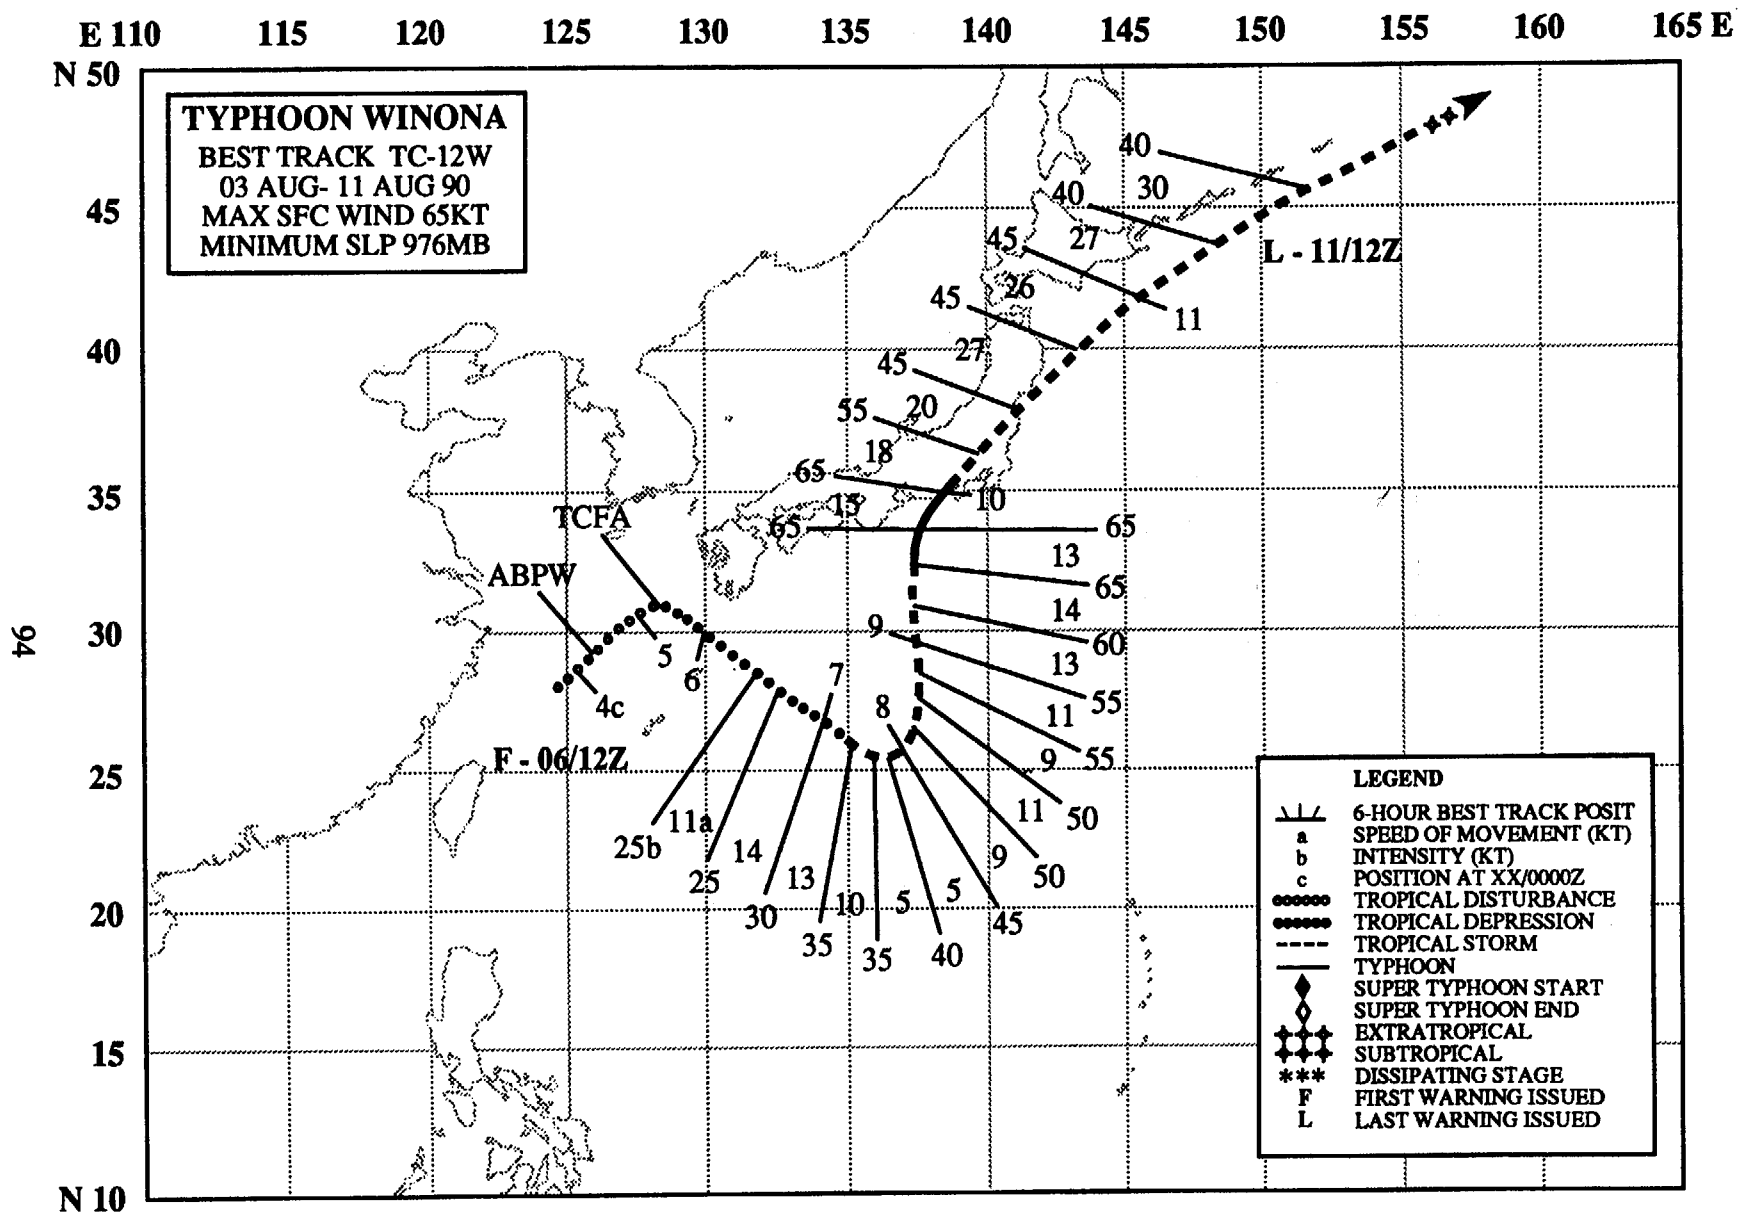 E 110 115 120 125 130 135 140 145 150 155 160 165 E
N 50
45
40
35
30
25
20
15
N 10
TYPHOON WINONA
BEST TRACK TC-12W
03 AUG- 11 AUG 90
MAX SFC WIND 65KT
MINIMUM SLP 976MB
40
40 30
45 27
L - 11/12Z
26
45
11
27
45
20
55
18
65
10
15
TCFA
65 65
13
ABPW
65
14
9
60
5
13
6
7
55
4c
8
11
F - 06/12Z
55
9
50
11
11a
25b
14
9
50
25
13
30
10
5
5
45
35
35
40
LEGEND
6-HOUR BEST TRACK POSIT
a SPEED OF MOVEMENT (KT)
b INTENSITY (KT)
c POSITION AT XX/0000Z
TROPICAL DISTURBANCE
TROPICAL DEPRESSION
TROPICAL STORM
TYPHOON
SUPER TYPHOON START
SUPER TYPHOON END
EXTRATROPICAL
SUBTROPICAL
*** DISSIPATING STAGE
F FIRST WARNING ISSUED
L LAST WARNING ISSUED
94